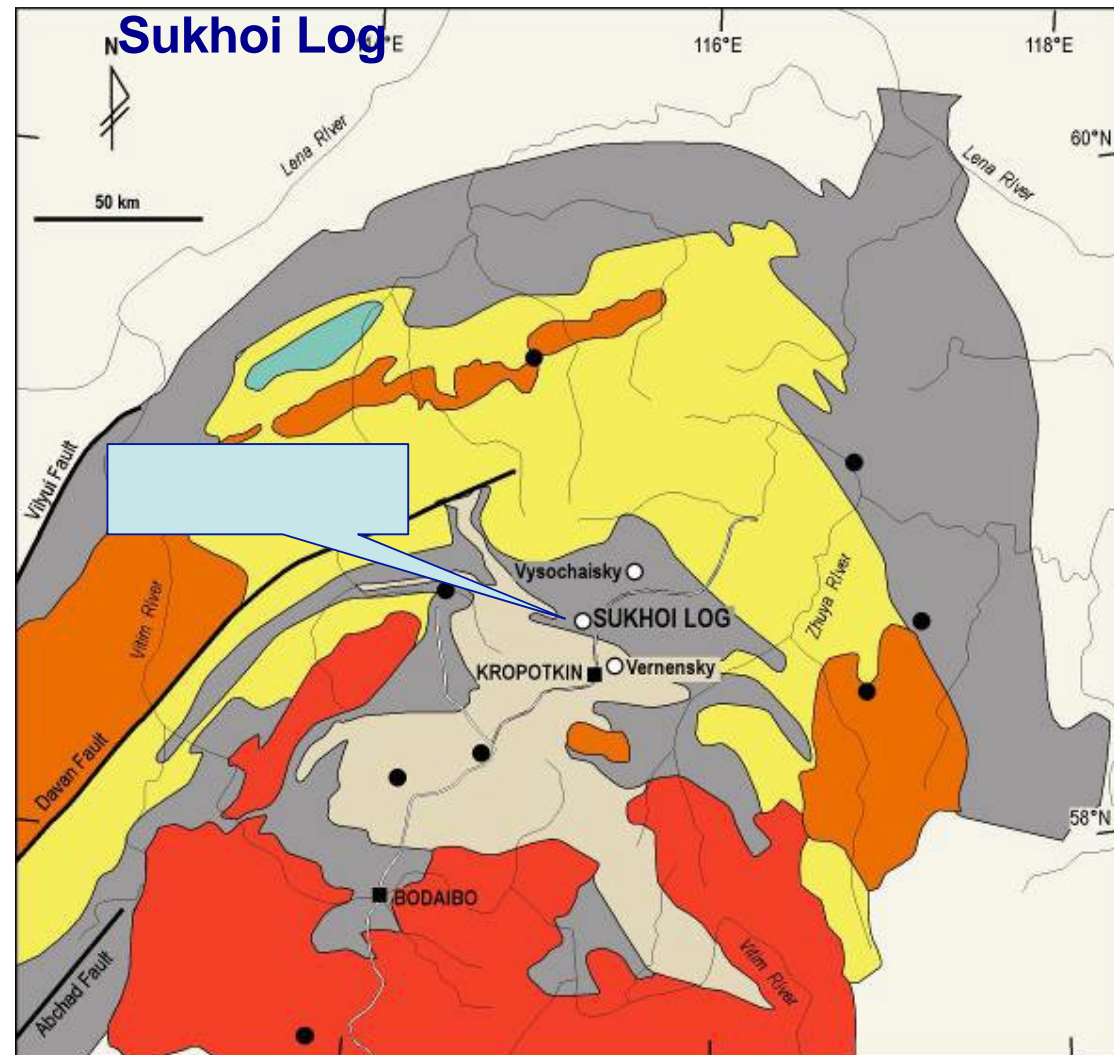 Sukhoi Log
N
116°E
118°E
Lena River
60°N
Lena River
50 km
Vilyui Fault
Vysochaisky
SUKHOI LOG
Zhuya River
Vitim River
KROPOTKIN
Vernensky
Davan Fault
58°N
BODAIBO
Vitim River
Abchad Fault